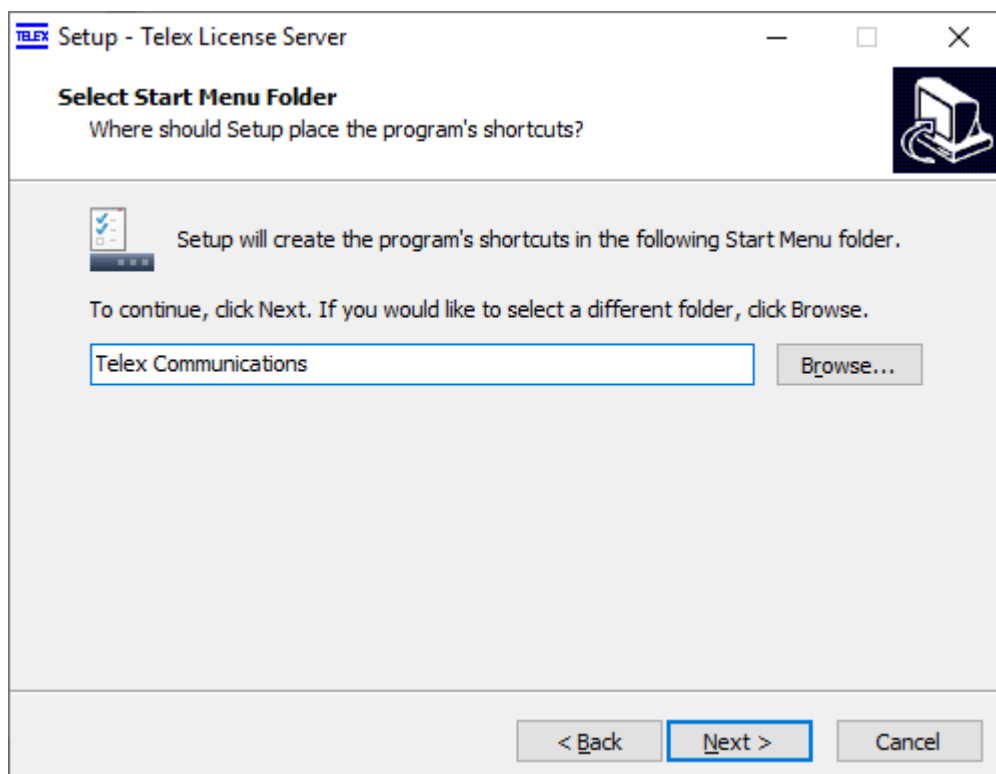 TELEX Setup - Telex License Server
Select Start Menu Folder
Where should Setup place the program's shortcuts?
Setup will create the program's shortcuts in the following Start Menu folder.
To continue, click Next. If you would like to select a different folder, click Browse.
Telex Communications Browse...
< Back Next > Cancel